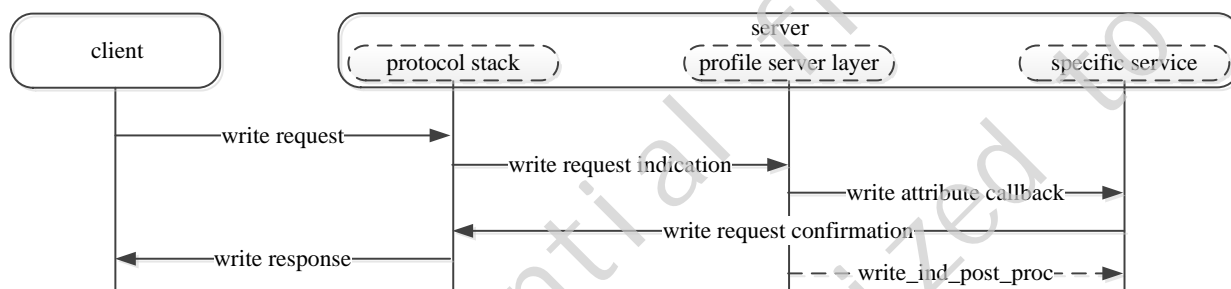 server
client
protocol stack
profile server layer
specific service
write request
write request indication
write attribute callback
write request confirmation
write response
write_ind_post_proc